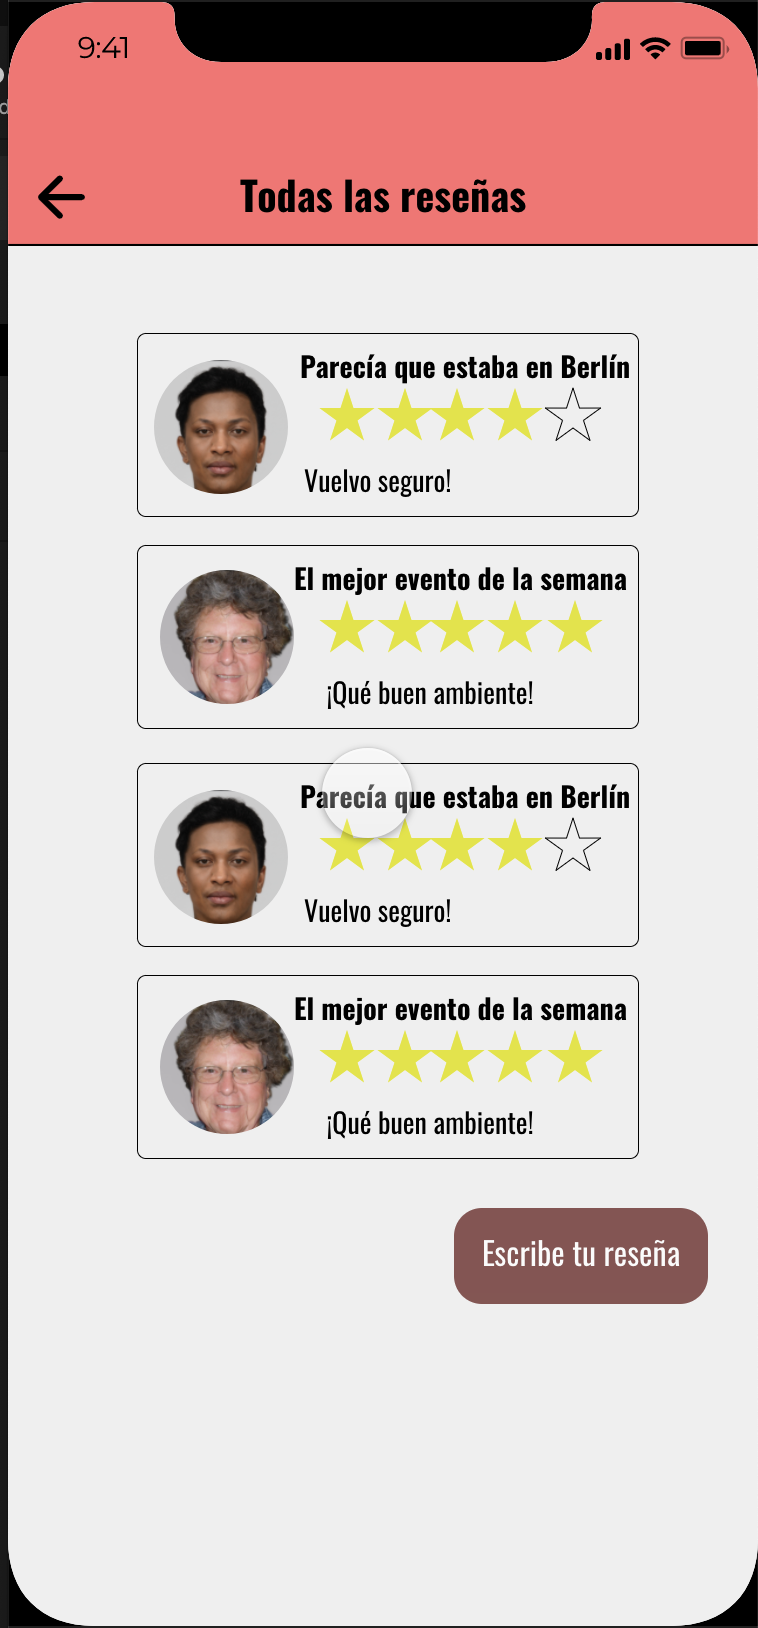 9:41
Todas las reseñas
Parecía que estaba en Berlín
Vuelvo seguro!
El mejor evento de la semana
¡Qué buen ambiente!
Parecía que estaba en Berlín
Vuelvo seguro!
El mejor evento de la semana
¡Qué buen ambiente!
Escribe tu reseña